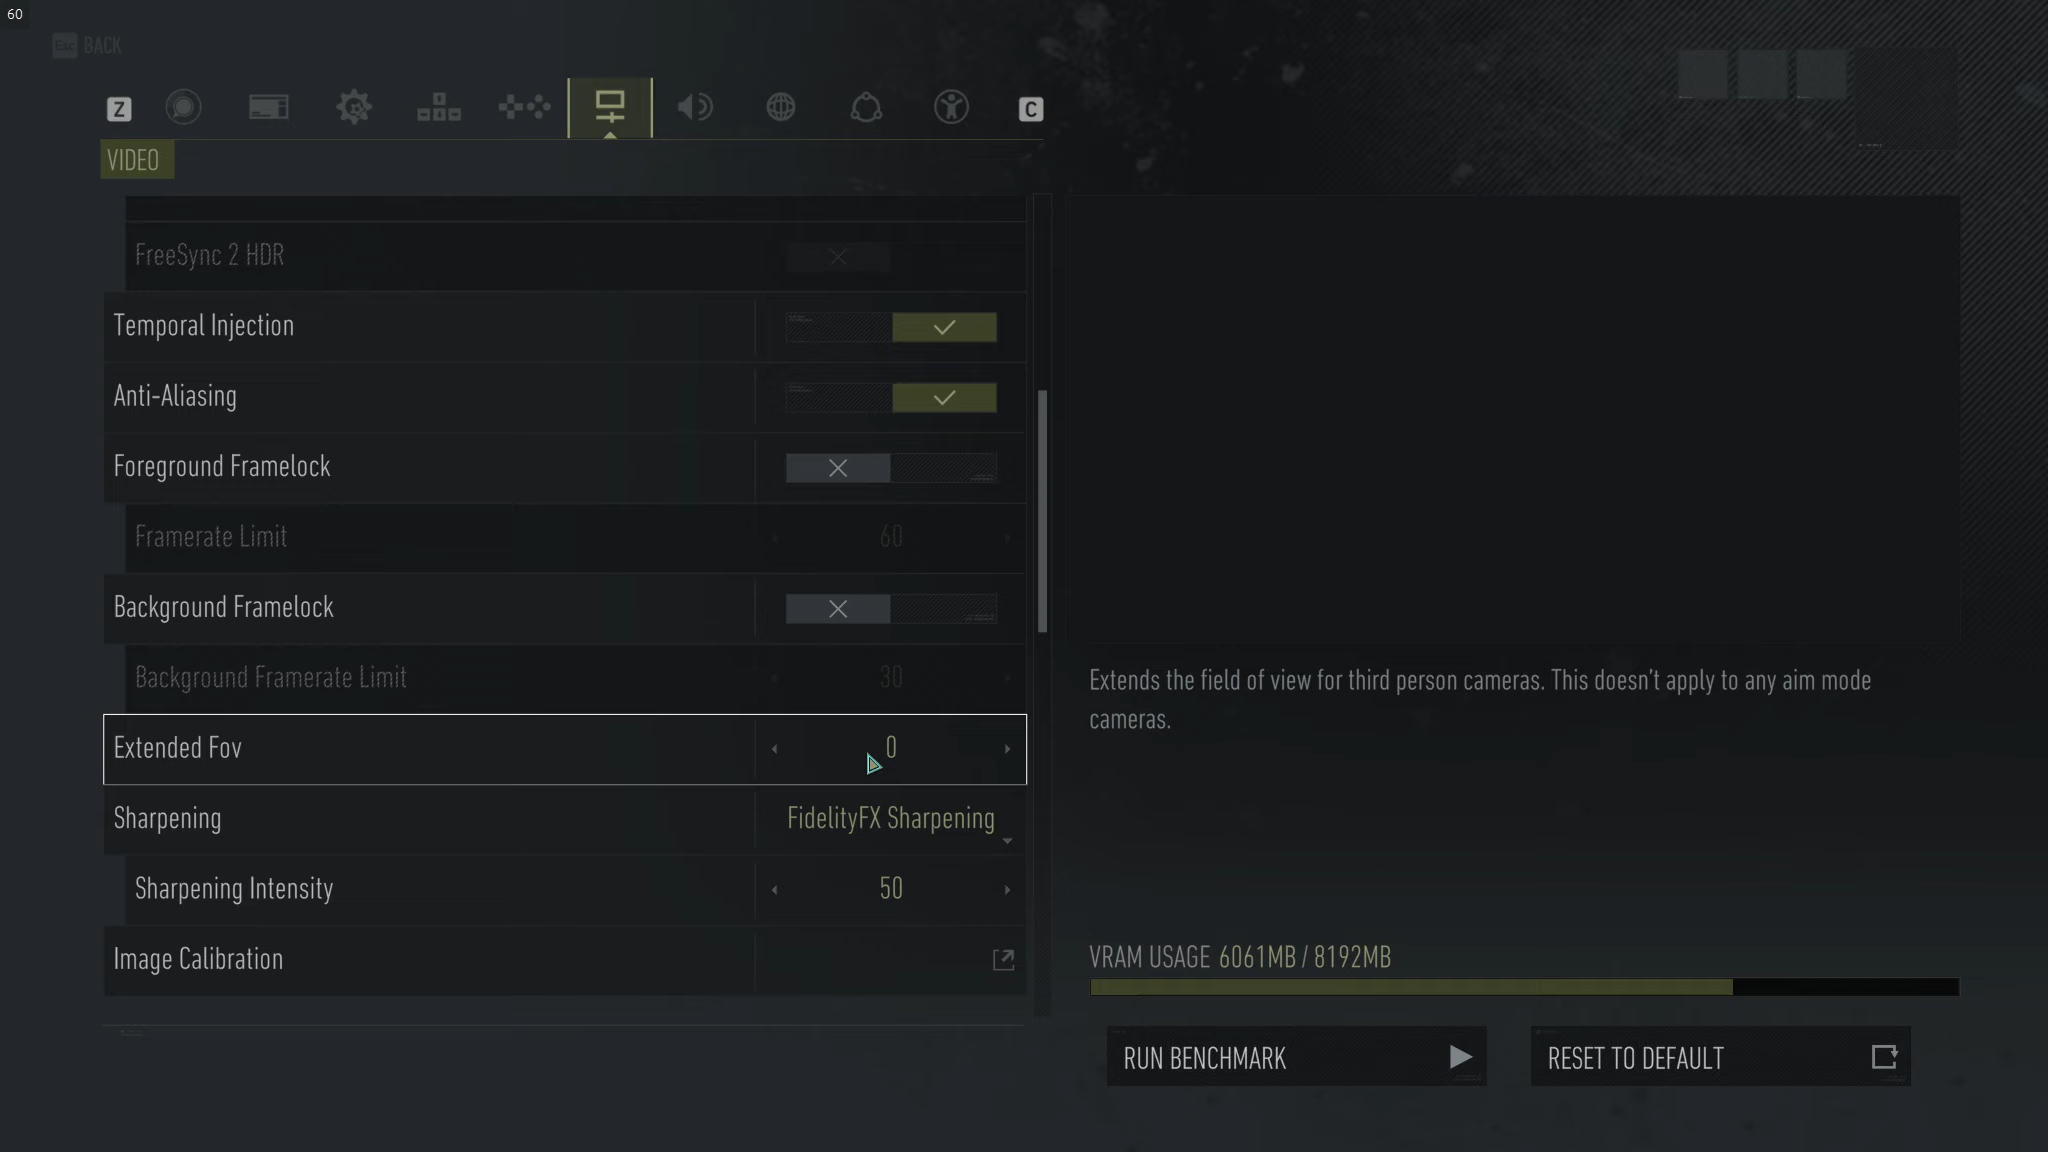 60
Esc BACK
Z
C
VIDEO
FreeSync 2 HDR
Temporal Injection
Anti-Aliasing
Foreground Framelock
Framerate Limit 60
Background Framelock
Background Framerate Limit 30
Extended Fov 0
Sharpening FidelityFX Sharpening
Sharpening Intensity 50
Image Calibration
Extends the field of view for third person cameras. This doesn't apply to any aim mode
cameras.
VRAM USAGE 6061MB / 8192MB
RUN BENCHMARK
RESET TO DEFAULT